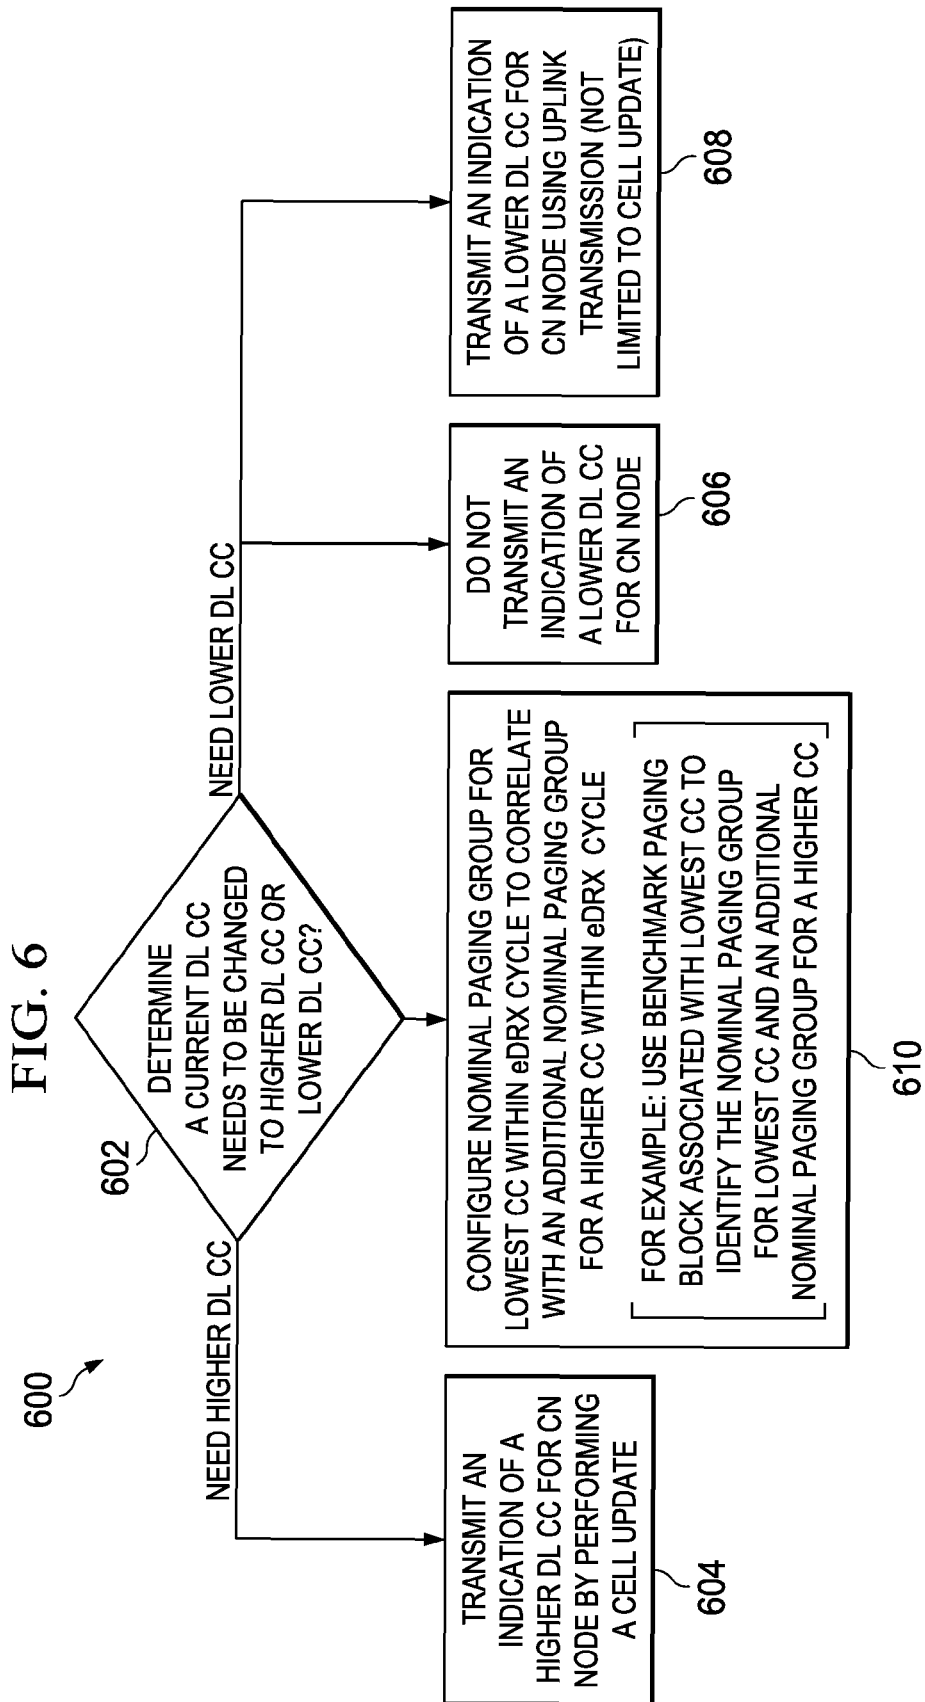 FIG. 6
600
602
DETERMINE
A CURRENT DL CC
NEEDS TO BE CHANGED
TO HIGHER DL CC OR
LOWER DL CC?
NEED HIGHER DL CC
NEED LOWER DL CC
TRANSMIT AN
INDICATION OF A
HIGHER DL CC FOR CN
NODE BY PERFORMING
A CELL UPDATE
604
CONFIGURE NOMINAL PAGING GROUP FOR
LOWEST CC WITHIN eDRX CYCLE TO CORRELATE
WITH AN ADDITIONAL NOMINAL PAGING GROUP
FOR A HIGHER CC WITHIN eDRX CYCLE
FOR EXAMPLE: USE BENCHMARK PAGING
BLOCK ASSOCIATED WITH LOWEST CC TO
IDENTIFY THE NOMINAL PAGING GROUP
FOR LOWEST CC AND AN ADDITIONAL
NOMINAL PAGING GROUP FOR A HIGHER CC
610
DO NOT
TRANSMIT AN
INDICATION OF
A LOWER DL CC
FOR CN NODE
606
TRANSMIT AN INDICATION
OF A LOWER DL CC FOR
CN NODE USING UPLINK
TRANSMISSION (NOT
LIMITED TO CELL UPDATE)
608